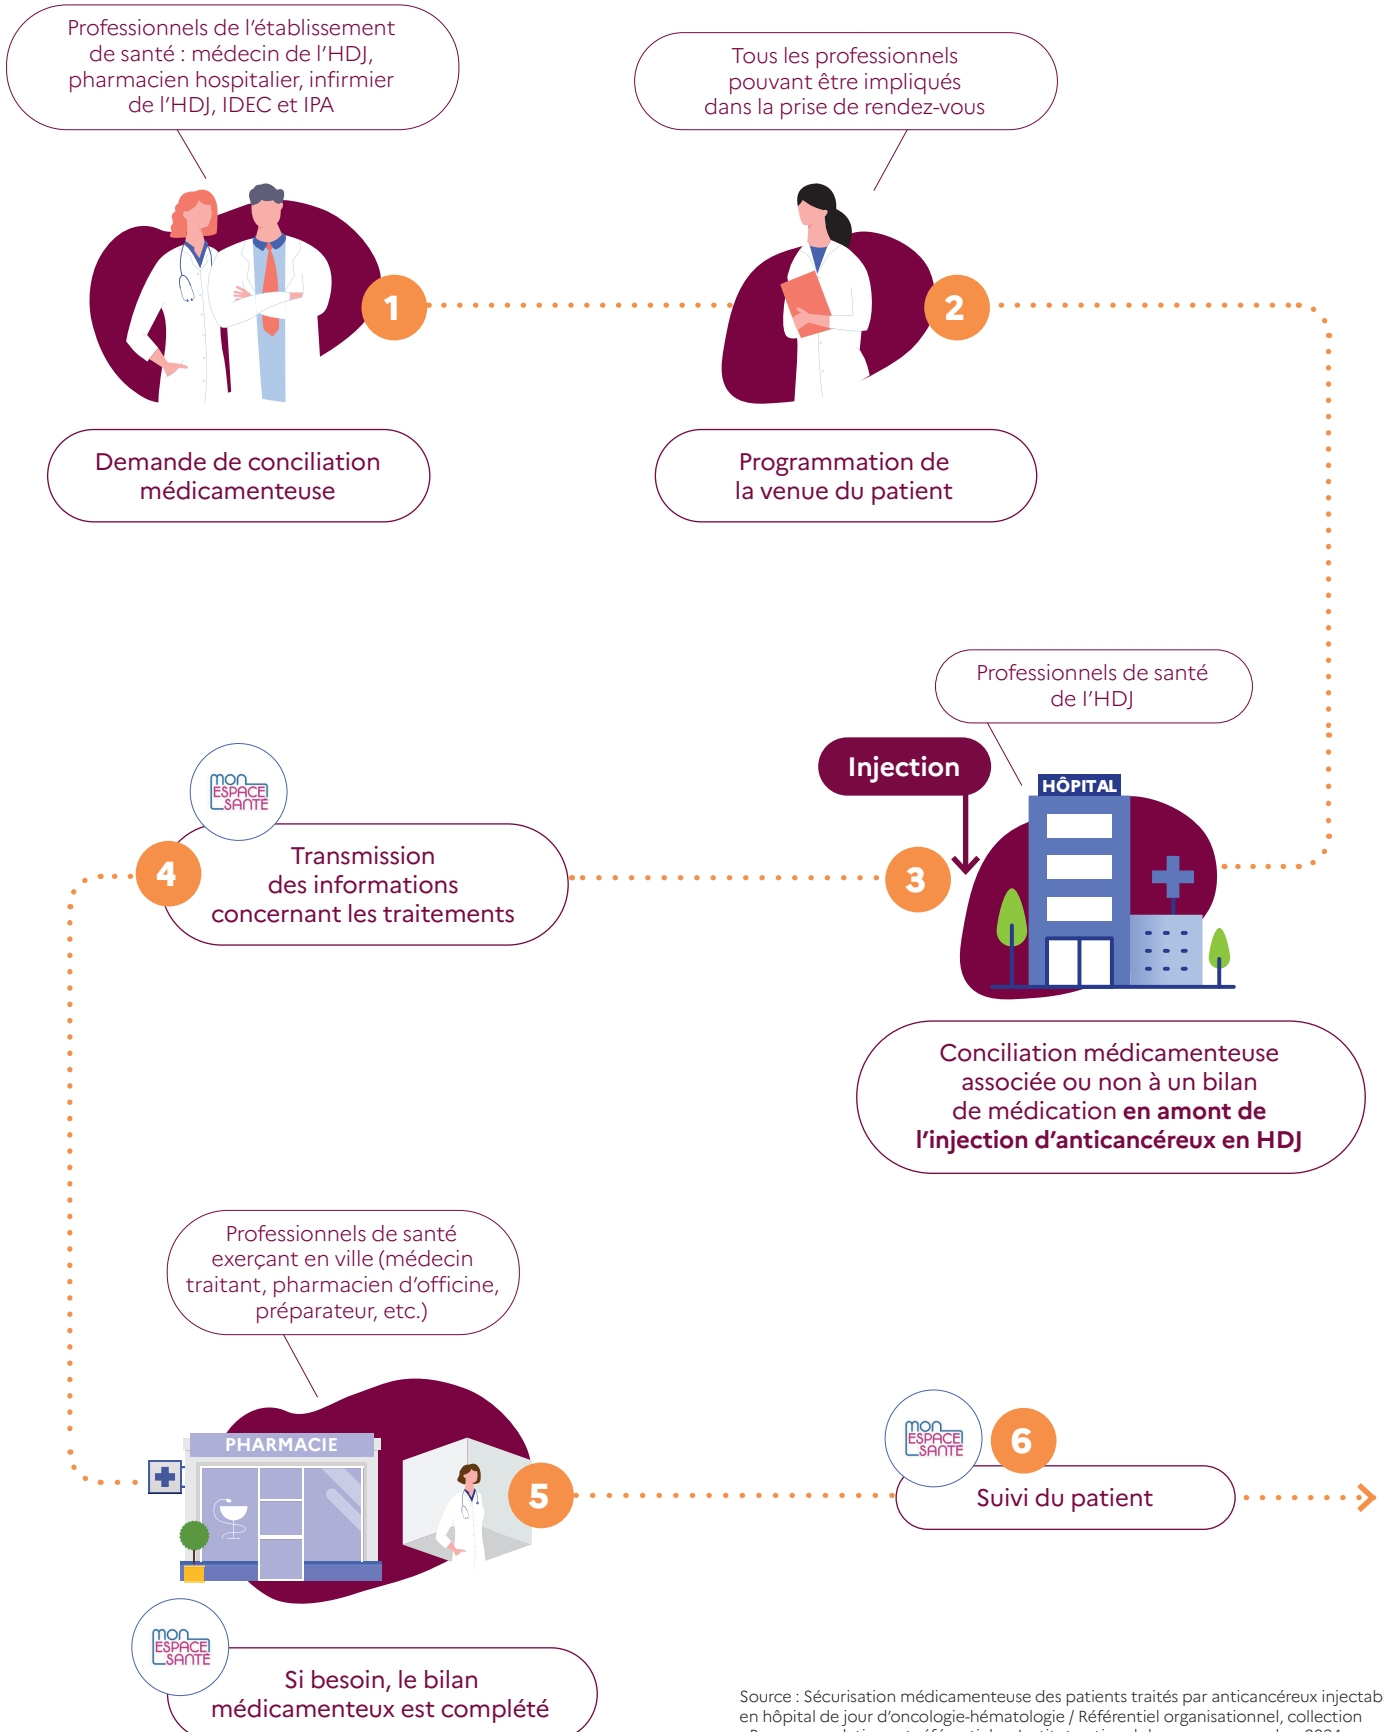 Professionnels de l’établissement
de santé : médecin de l’HDJ,
pharmacien hospitalier, infirmier
de l’HDJ, IDEC et IPA
Tous les professionnels
pouvant être impliqués
dans la prise de rendez-vous
1
2
Demande de conciliation
médicamenteuse
Programmation de
la venue du patient
Professionnels de santé
de l’HDJ
Injection
HÔPITAL
3
Conciliation médicamenteuse
associée ou non à un bilan
de médication en amont de
l’injection d’anticancéreux en HDJ
mon
ESPACE
SANTÉ
4
Transmission
des informations
concernant les traitements
Professionnels de santé
exerçant en ville (médecin
traitant, pharmacien d’officine,
préparateur, etc.)
PHARMACIE
5
mon
ESPACE
SANTÉ
Si besoin, le bilan
médicamenteux est complété
mon
ESPACE
SANTÉ
6
Suivi du patient
Source : Sécurisation médicamenteuse des patients traités par anticancéreux injectab
en hôpital de jour d’oncologie-hématologie / Référentiel organisationnel, collection